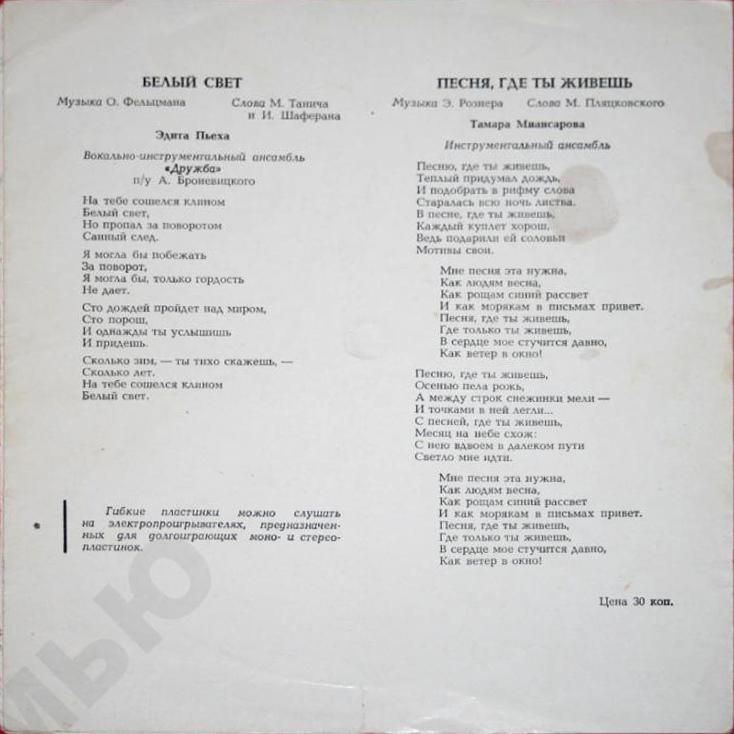 БЕЛЫЙ СВЕТ
Музыка О. Фельцмана Слова М. Танича
и И. Шаферана
Эдита Пьеха
Вокально-инструментальный ансамбль
«Дружба»
п/у А. Броневицкого
На тебе сошелся клином
Белый свет,
Но пропал за поворотом
Санный след.
Я могла бы побежать
За поворот,
Я могла бы, только гордость
Не дает.
Сто дождей пройдет над миром,
Сто порош,
И однажды ты услышишь
И придешь.
Сколько зим, — ты тихо скажешь, —
Сколько лет.
На тебе сошелся клином
Белый свет.
Гибкие пластинки можно слушать
на электропроигрывателях, предназначен-
ных для долгоиграющих моно- и стерео-
пластинок.
ПЕСНЯ, ГДЕ ТЫ ЖИВЕШЬ
Музыка Э. Рознера Слова М. Пляцковского
Тамара Миансарова
Инструментальный ансамбль
Песню, где ты живешь,
Теплый придумал дождь,
И подобрать в рифму слова
Старалась всю ночь листва.
В песне, где ты живешь,
Каждый куплет хорош,
Ведь подарили ей соловьи
Мотивы свои.
Мне песня эта нужна,
Как людям весна,
Как рощам синий рассвет
И как морякам в письмах привет.
Песня, где ты живешь,
Где только ты живешь,
В сердце мое стучится давно,
Как ветер в окно!
Песню, где ты живешь,
Осенью пела рожь,
А между строк снежинки мели —
И точками в ней легли...
С песней, где ты живешь,
Месяц на небе схож:
С нею вдвоем в далеком пути
Светло мне идти.
Мне песня эта нужна,
Как людям весна,
Как рощам синий рассвет
И как морякам в письмах привет.
Песня, где ты живешь,
Где только ты живешь,
В сердце мое стучится давно,
Как ветер в окно!
Цена 30 коп.
МЬЮ